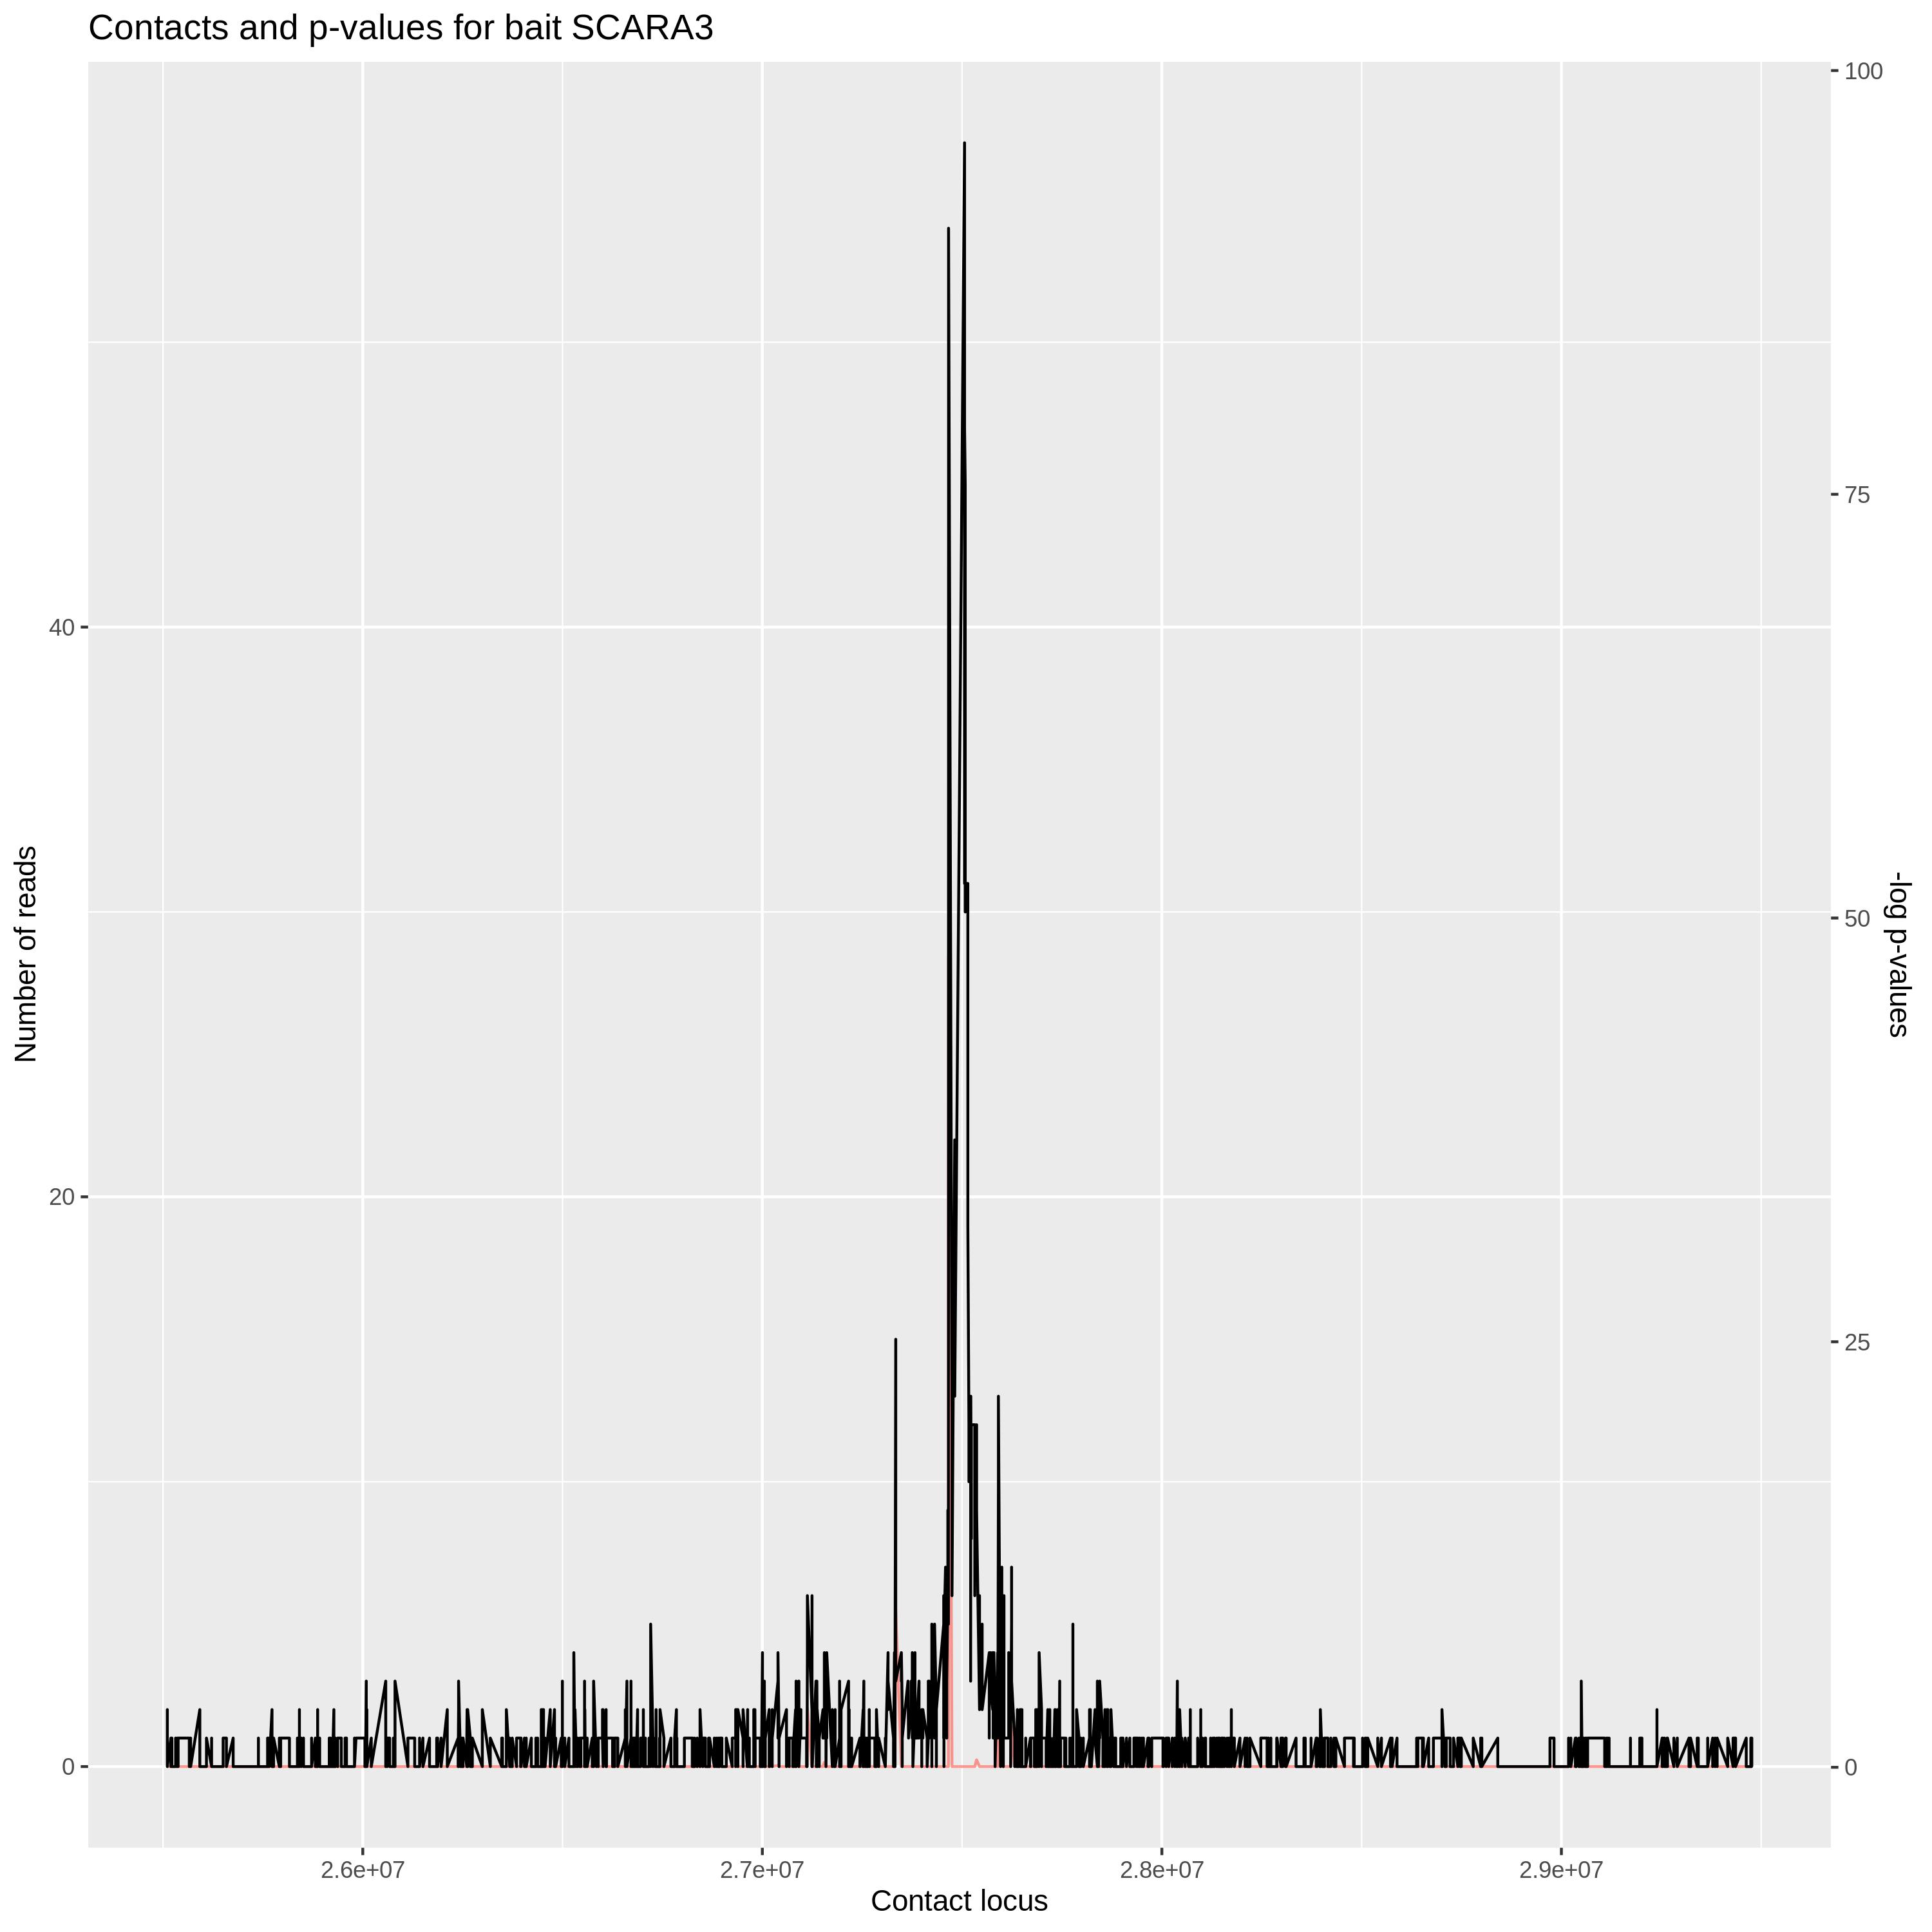 Contacts and p-values for bait SCARA3
100
75
50
25
0
-log p-values
40
20
0
Number of reads
2.6e+07 2.7e+07 2.8e+07 2.9e+07
Contact locus